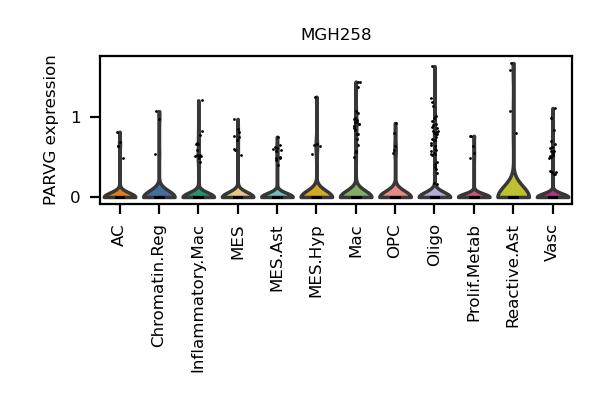 MGH258
PARVG expression
1
0
AC
Chromatin.Reg
Inflammatory.Mac
MES
MES.Ast
MES.Hyp
Mac
OPC
Oligo
Prolif.Metab
Reactive.Ast
Vasc